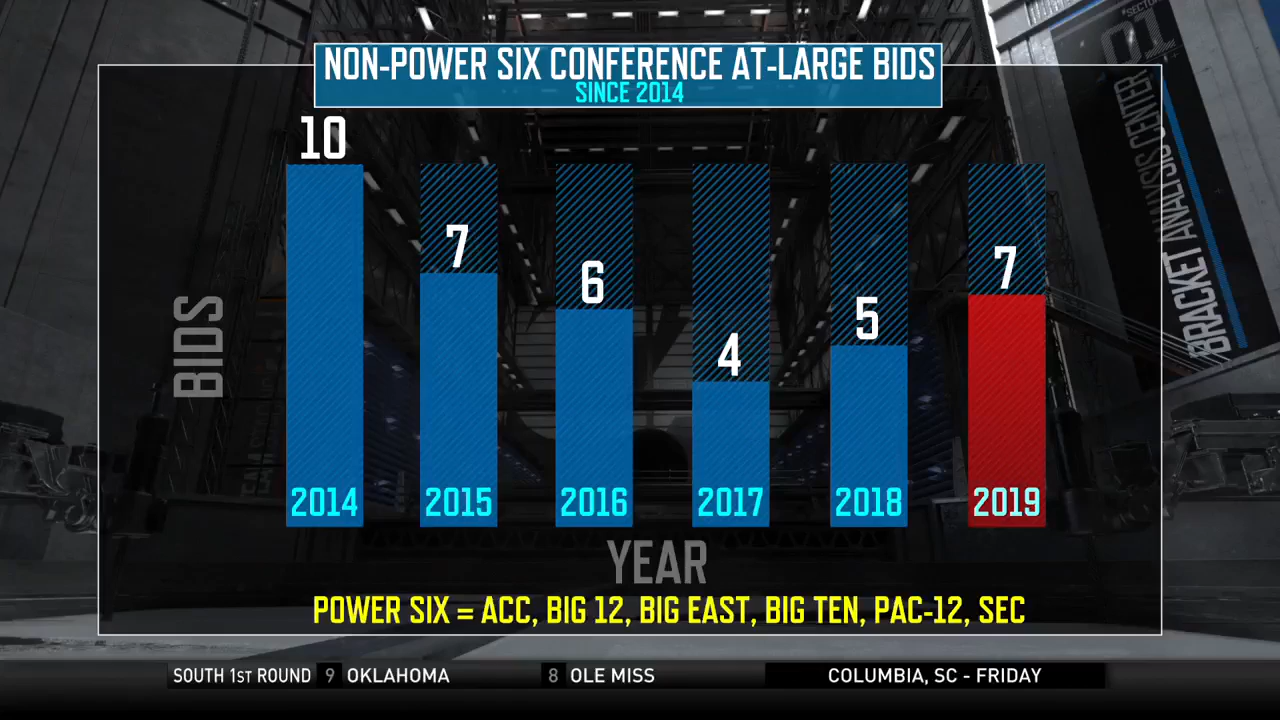 NON-POWER SIX CONFERENCE AT-LARGE BIDS
SINCE 2014
10
7
6
4
5
7
BIDS
2014
2015
2016
2017
2018
2019
YEAR
POWER SIX = ACC, BIG 12, BIG EAST, BIG TEN, PAC-12, SEC
SECTOR
01
BRACKET ANALYSIS CENTER
SOUTH 1ST ROUND 9 OKLAHOMA 8 OLE MISS COLUMBIA, SC - FRIDAY